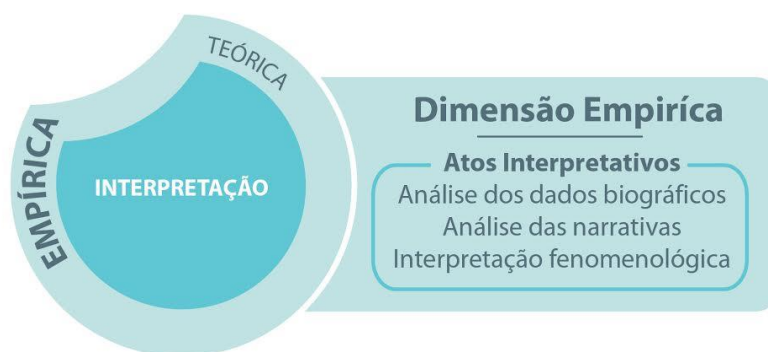 TEÓRICA
EMPÍRICA
INTERPRETAÇÃO
Dimensão Empiríca
Atos Interpretativos
Análise dos dados biográficos
Análise das narrativas
Interpretação fenomenológica